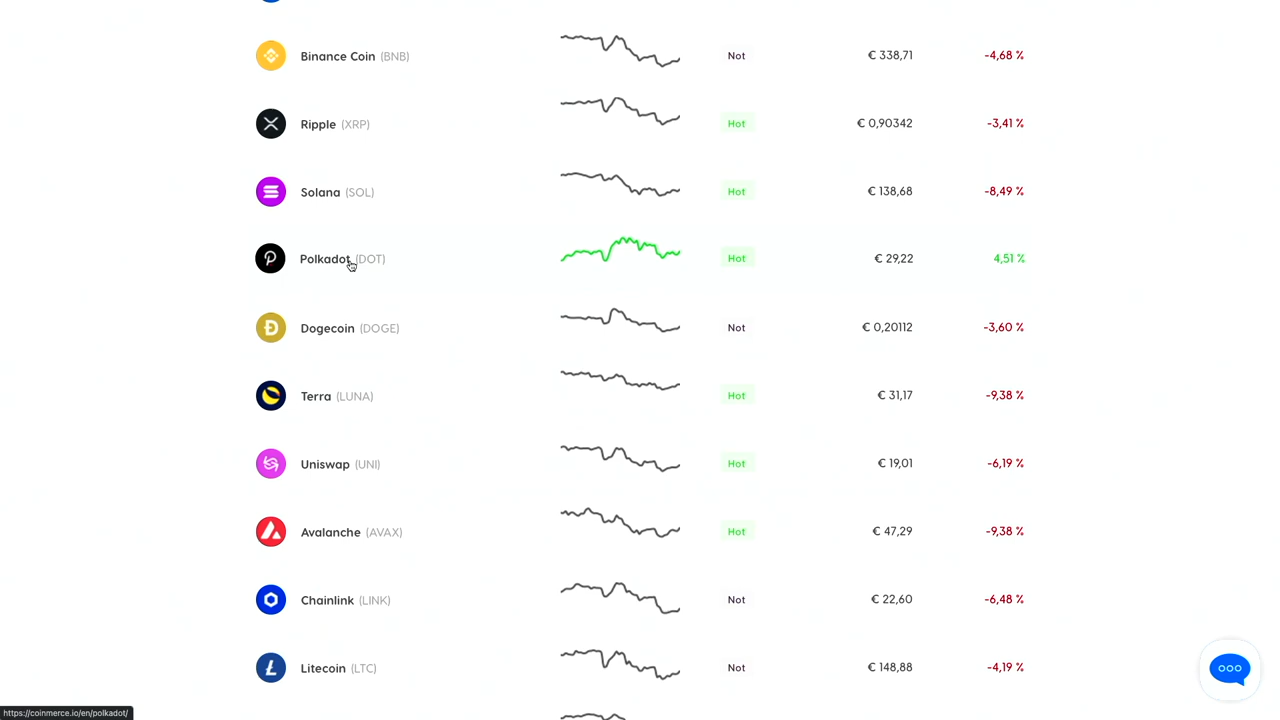 Binance Coin (BNB) Not € 338,71 -4,68 %
Ripple (XRP) Hot € 0,90342 -3,41 %
Solana (SOL) Hot € 138,68 -8,49 %
Polkadot (DOT) Hot € 29,22 4,51 %
Dogecoin (DOGE) Not € 0,20112 -3,60 %
Terra (LUNA) Hot € 31,17 -9,38 %
Uniswap (UNI) Hot € 19,01 -6,19 %
Avalanche (AVAX) Hot € 47,29 -9,38 %
Chainlink (LINK) Not € 22,60 -6,48 %
Litecoin (LTC) Not € 148,88 -4,19 %
https://coinmerce.io/en/polkadot/